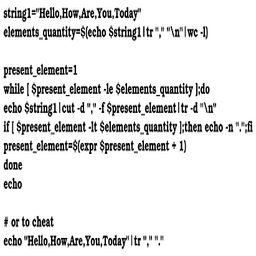 string1="Hello,How,Are,You,Today"
elements_quantity=$(echo $string1|tr "," "\n"|wc -l)

present_element=1
while [ $present_element -le $elements_quantity ];do
echo $string1|cut -d "," -f $present_element|tr -d "\n"
if [ $present_element -lt $elements_quantity ];then echo -n ".";fi
present_element=$(expr $present_element + 1)
done
echo

# or to cheat
echo "Hello,How,Are,You,Today"|tr "," "."